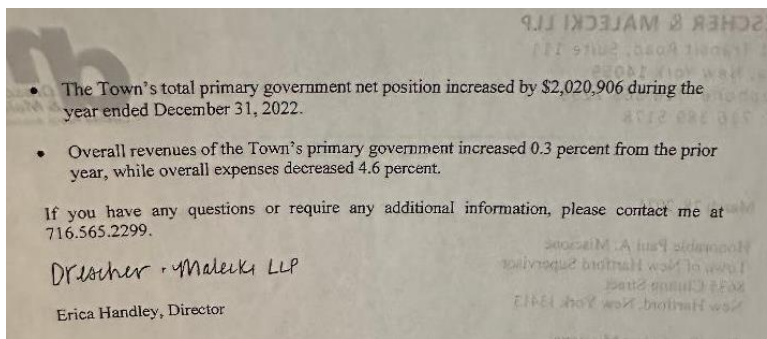 • The Town's total primary government net position increased by $2,020,906 during the
year ended December 31, 2022.
• Overall revenues of the Town's primary government increased 0.3 percent from the prior
year, while overall expenses decreased 4.6 percent.
If you have any questions or require any additional information, please contact me at
716.565.2299.
Drescher & Malecki LLP
Erica Handley, Director